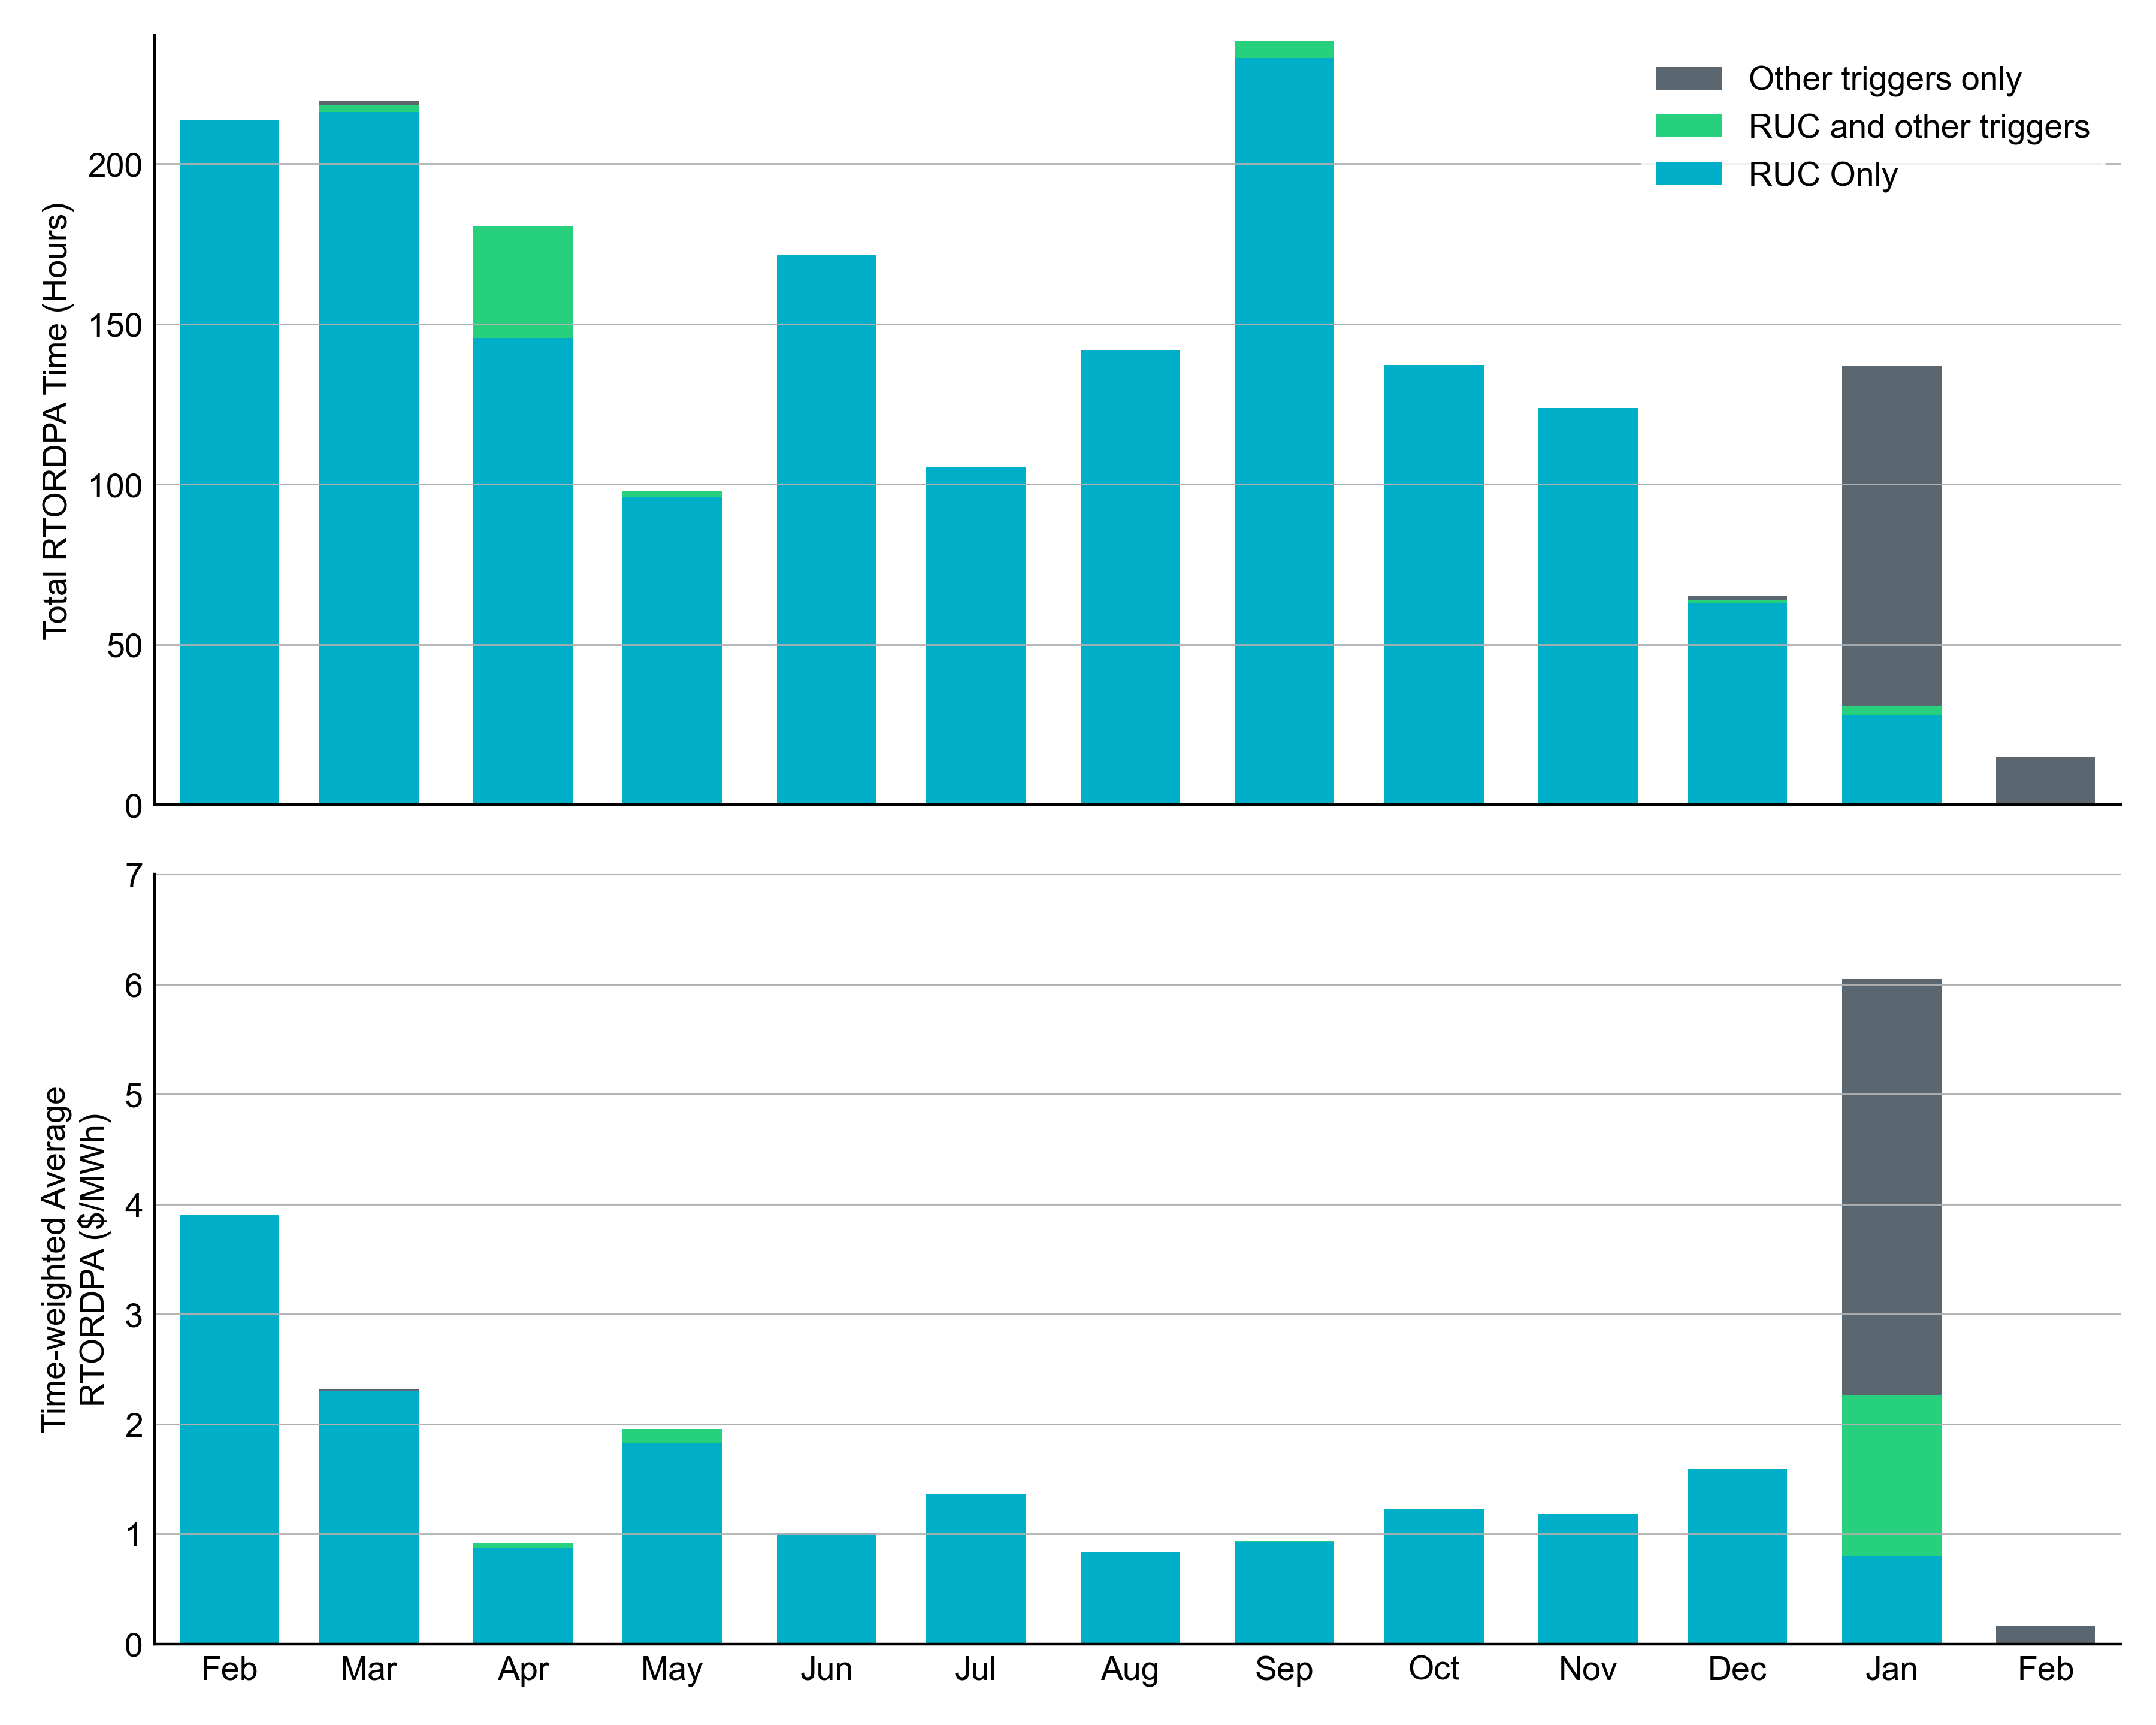 Total RTORDPA Time (Hours)
200
150
100
50
0
Other triggers only
RUC and other triggers
RUC Only
Time-weighted Average
RTORDPA ($/MWh)
7
6
5
4
3
2
1
0
Feb Mar Apr May Jun Jul Aug Sep Oct Nov Dec Jan Feb